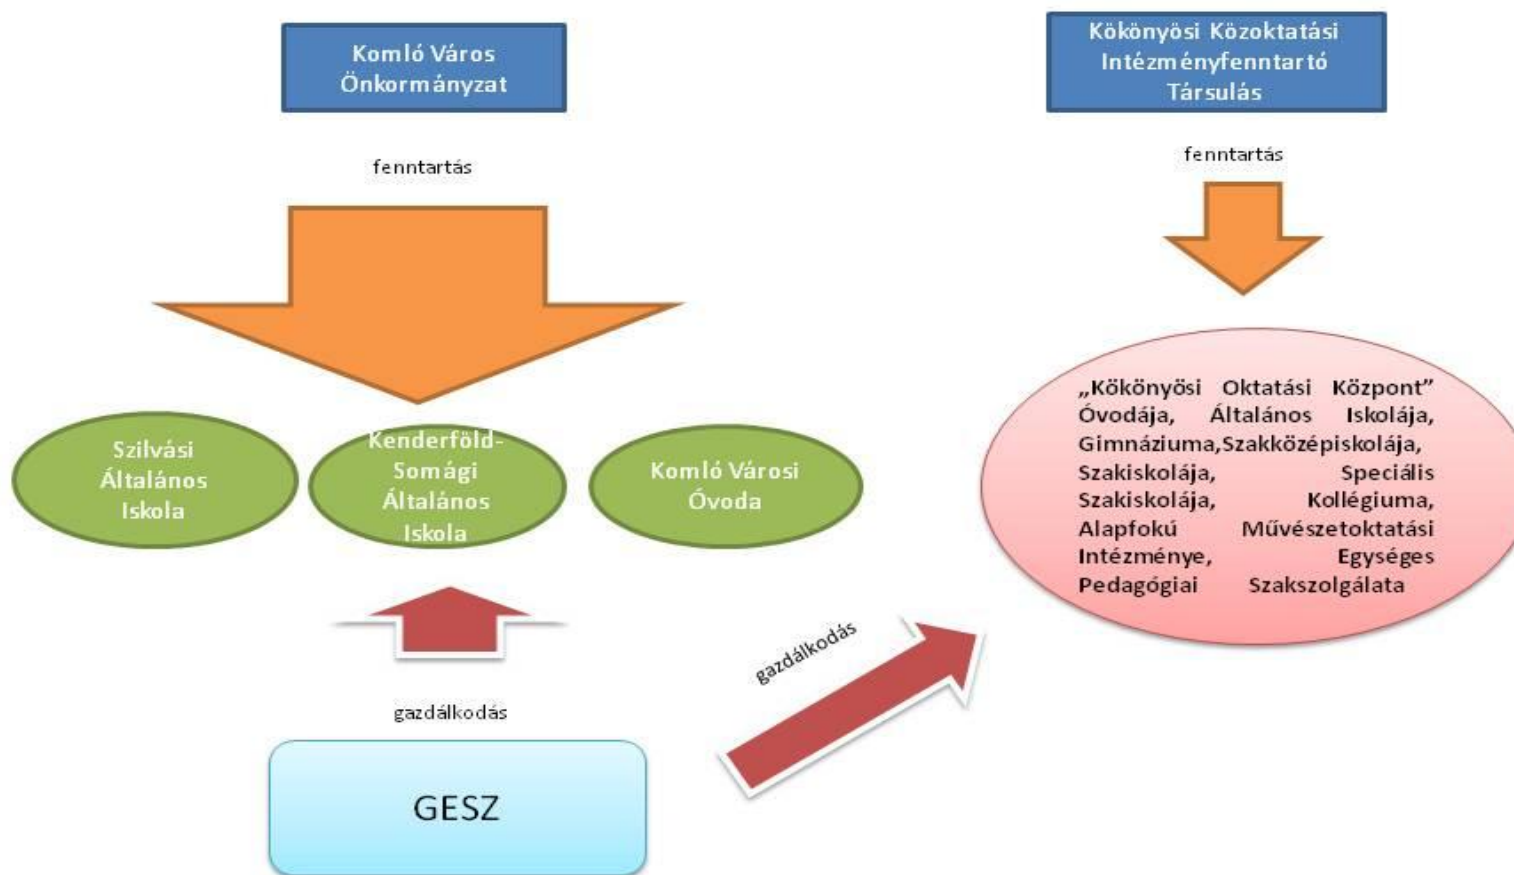 Komló Város
Önkormányzat
Kökönyösi Közoktatási
Intézményfenntartó
Társulás
fenntartás
fenntartás
Szilvási
Általános
Iskola
Kenderföld-
Somági
Általános
Iskola
Komló Városi
Óvoda
„Kökönyösi Oktatási Központ”
Óvodája, Általános Iskolája,
Gimnáziuma,Szakközépiskolája,
Szakiskolája, Speciális
Szakiskolája, Kollégiuma,
Alapfokú Művészetoktatási
Intézménye, Egységes
Pedagógiai Szakszolgálata
gazdálkodás
gazdálkodás
GESZ